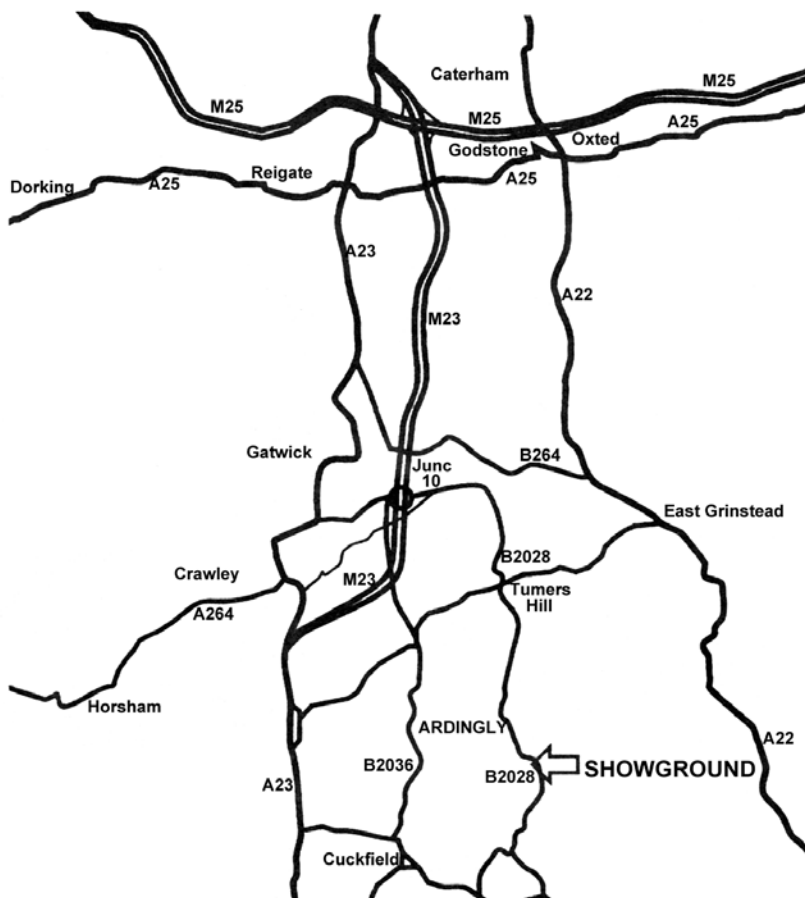 Caterham
M25
M25
M25
A25
Oxted
Godstone
Reigate
A25
A25
Dorking
A23
A22
M23
Gatwick
B264
Junc
10
East Grinstead
B2028
Crawley
M23
Tumers
Hill
A264
Horsham
ARDINGLY
A22
B2036
B2028
SHOWGROUND
A23
Cuckfield